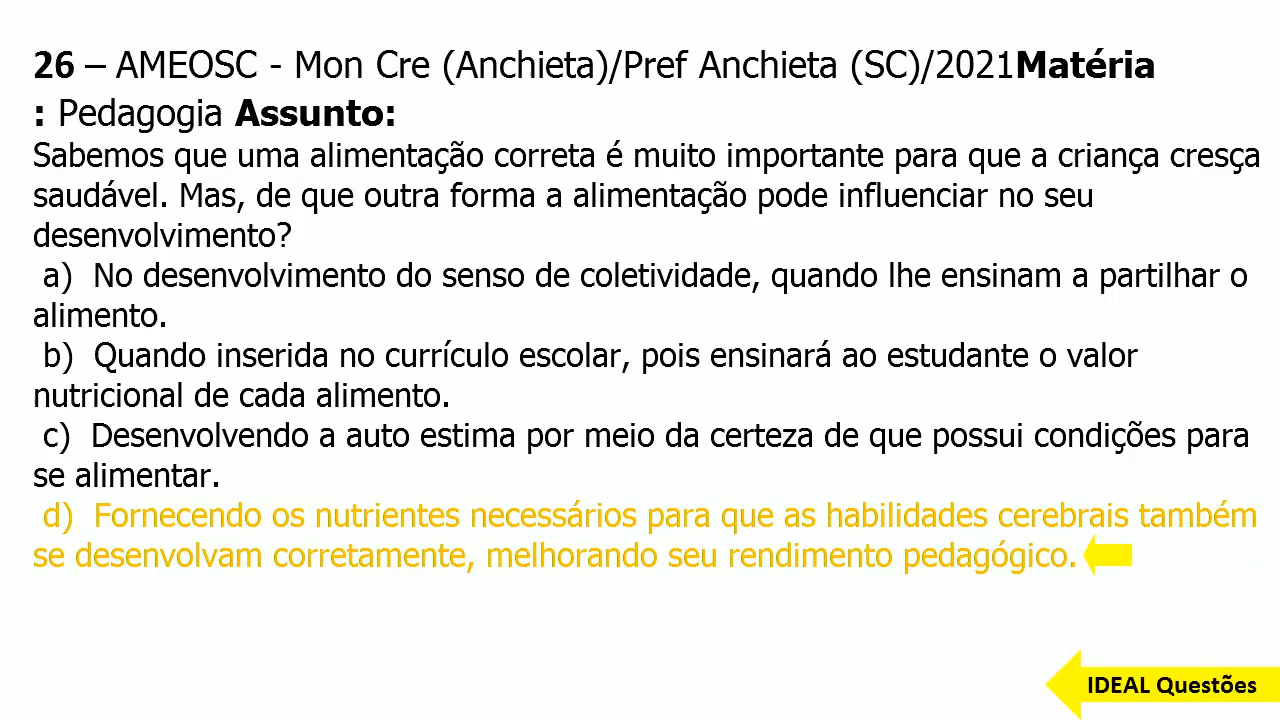 26 – AMEOSC - Mon Cre (Anchieta)/Pref Anchieta (SC)/2021Matéria
: Pedagogia Assunto:
Sabemos que uma alimentação correta é muito importante para que a criança cresça
saudável. Mas, de que outra forma a alimentação pode influenciar no seu
desenvolvimento?
a) No desenvolvimento do senso de coletividade, quando lhe ensinam a partilhar o
alimento.
b) Quando inserida no currículo escolar, pois ensinará ao estudante o valor
nutricional de cada alimento.
c) Desenvolvendo a auto estima por meio da certeza de que possui condições para
se alimentar.
d) Fornecendo os nutrientes necessários para que as habilidades cerebrais também
se desenvolvam corretamente, melhorando seu rendimento pedagógico.
IDEAL Questões